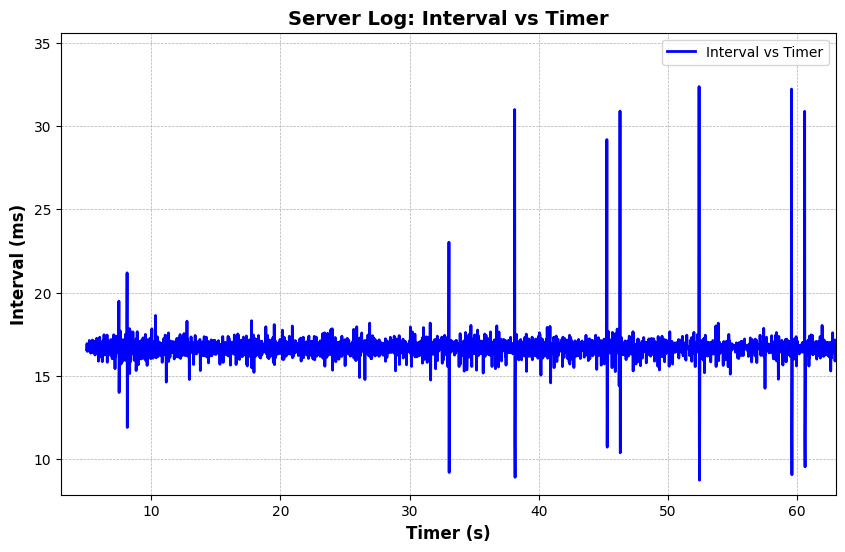 Server Log: Interval vs Timer
Interval vs Timer
35
30
25
20
15
10
Interval (ms)
10 20 30 40 50 60
Timer (s)